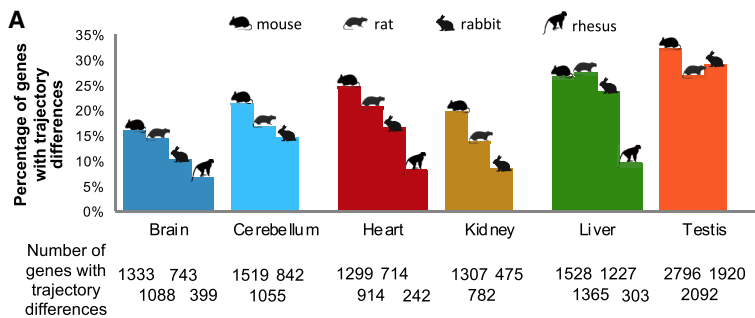 A
mouse rat rabbit rhesus
Percentage of genes
with trajectory
differences
35%
30%
25%
20%
15%
10%
5%
0%
Brain Cerebellum Heart Kidney Liver Testis
Number of
genes with
trajectory
differences
1333 743 1519 842 1299 714 1307 475 1528 1227 2796 1920
1088 399 1055 914 242 782 1365 303 2092